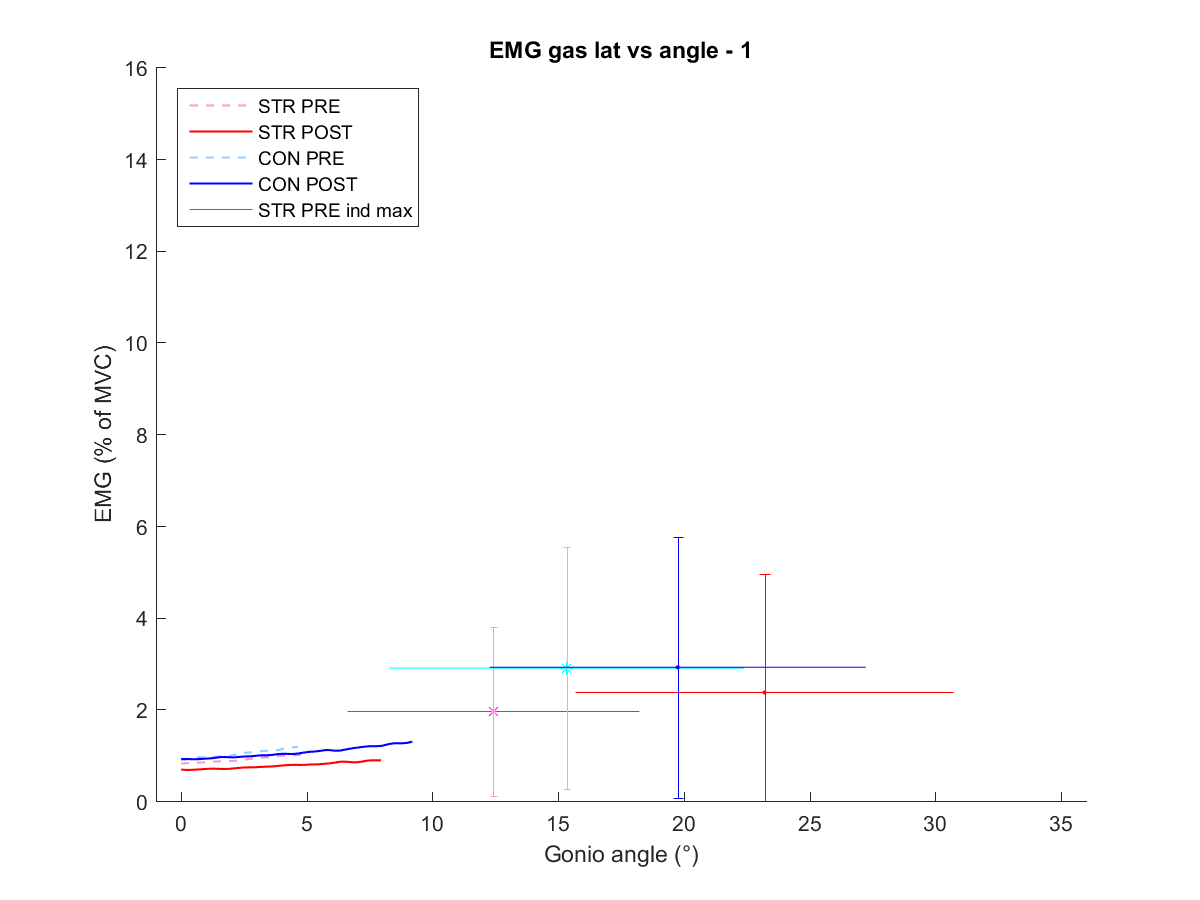 EMG gas lat vs angle - 1
16
14
12
10
8
6
4
2
0
EMG (% of MVC)
STR PRE
STR POST
CON PRE
CON POST
STR PRE ind max
0 5 10 15 20 25 30 35
Gonio angle (°)